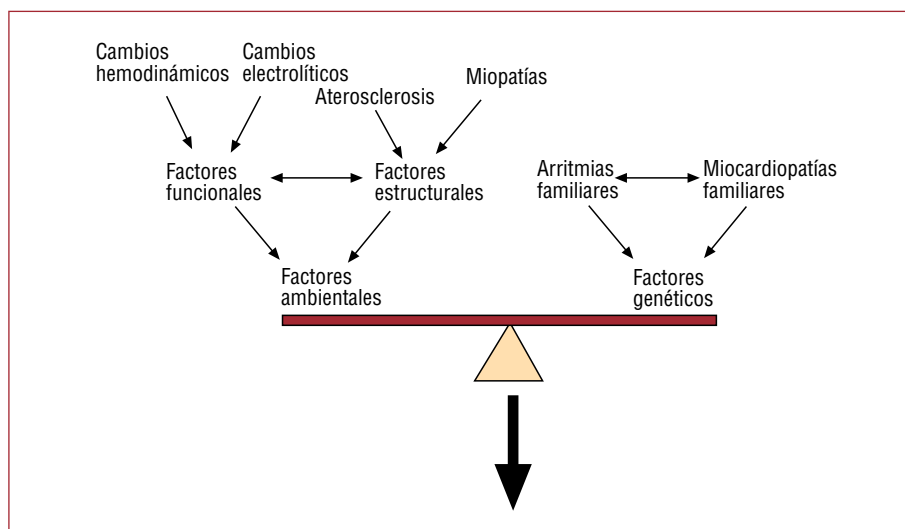 Cambios
hemodinámicos
Cambios
electrolíticos
Aterosclerosis
Miopatías
Factores
funcionales
Factores
estructurales
Arritmias
familiares
Miocardiopatías
familiares
Factores
ambientales
Factores
genéticos